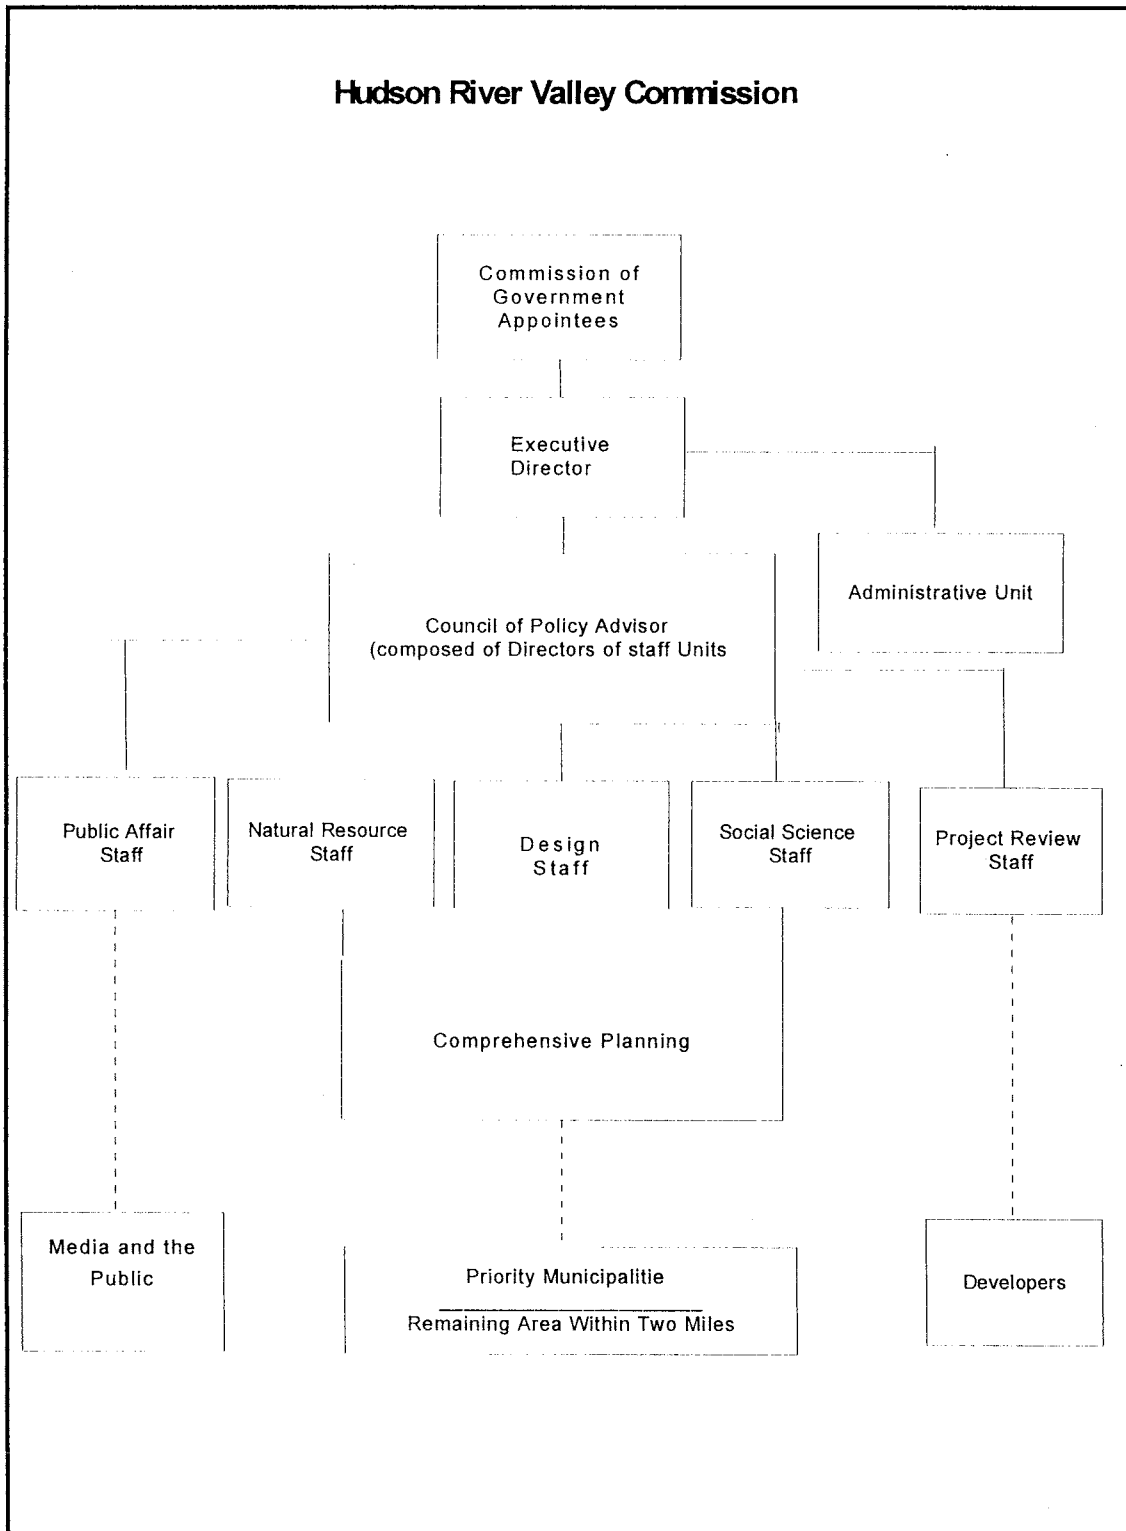 Hudson River Valley Commission
Commission of
Government
Appointees
Executive
Director
Administrative Unit
Council of Policy Advisor
(composed of Directors of staff Units
Public Affair
Staff
Natural Resource
Staff
Design
Staff
Social Science
Staff
Project Review
Staff
Comprehensive Planning
Media and the
Public
Priority Municipalitie
Remaining Area Within Two Miles
Developers